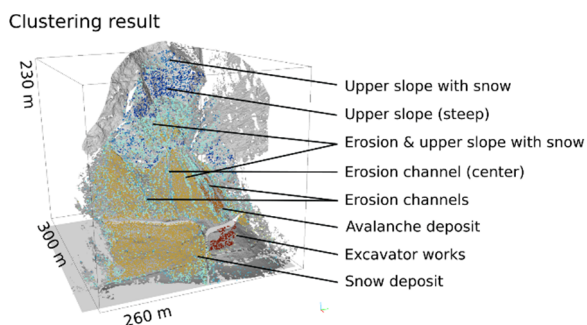 Clustering result
230 m
300 m
260 m
Upper slope with snow
Upper slope (steep)
Erosion & upper slope with snow
Erosion channel (center)
Erosion channels
Avalanche deposit
Excavator works
Snow deposit